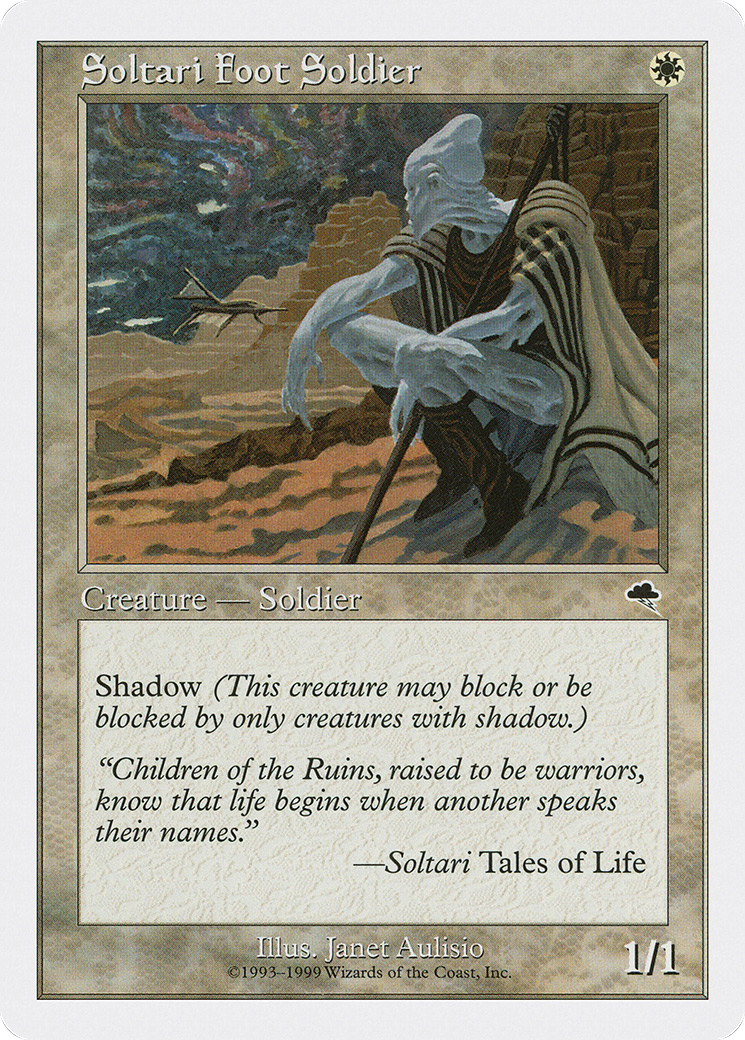 Soltari Foot Soldier
Creature — Soldier
Shadow (This creature may block or be
blocked by only creatures with shadow.)
“Children of the Ruins, raised to be warriors,
know that life begins when another speaks
their names.”
—Soltari Tales of Life
Illus. Janet Aulisio
©1993–1999 Wizards of the Coast, Inc.
1/1